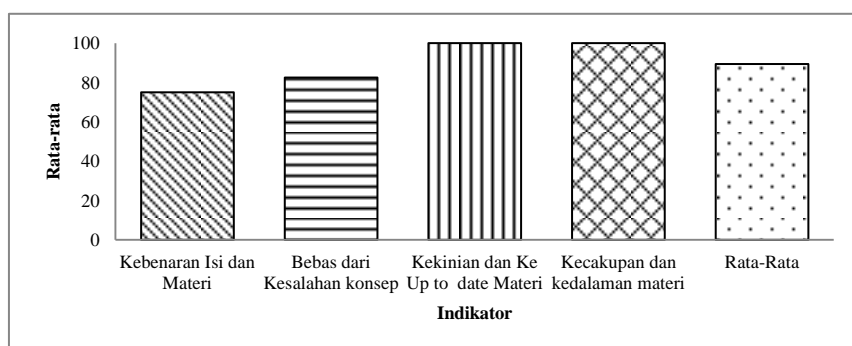 100
80
60
40
20
0
Rata-rata
Kebenaran Isi dan
Materi
Bebas dari
Kesalahan konsep
Kekinian dan Ke
Up to date Materi
Kecakupan dan
kedalaman materi
Rata-Rata
Indikator